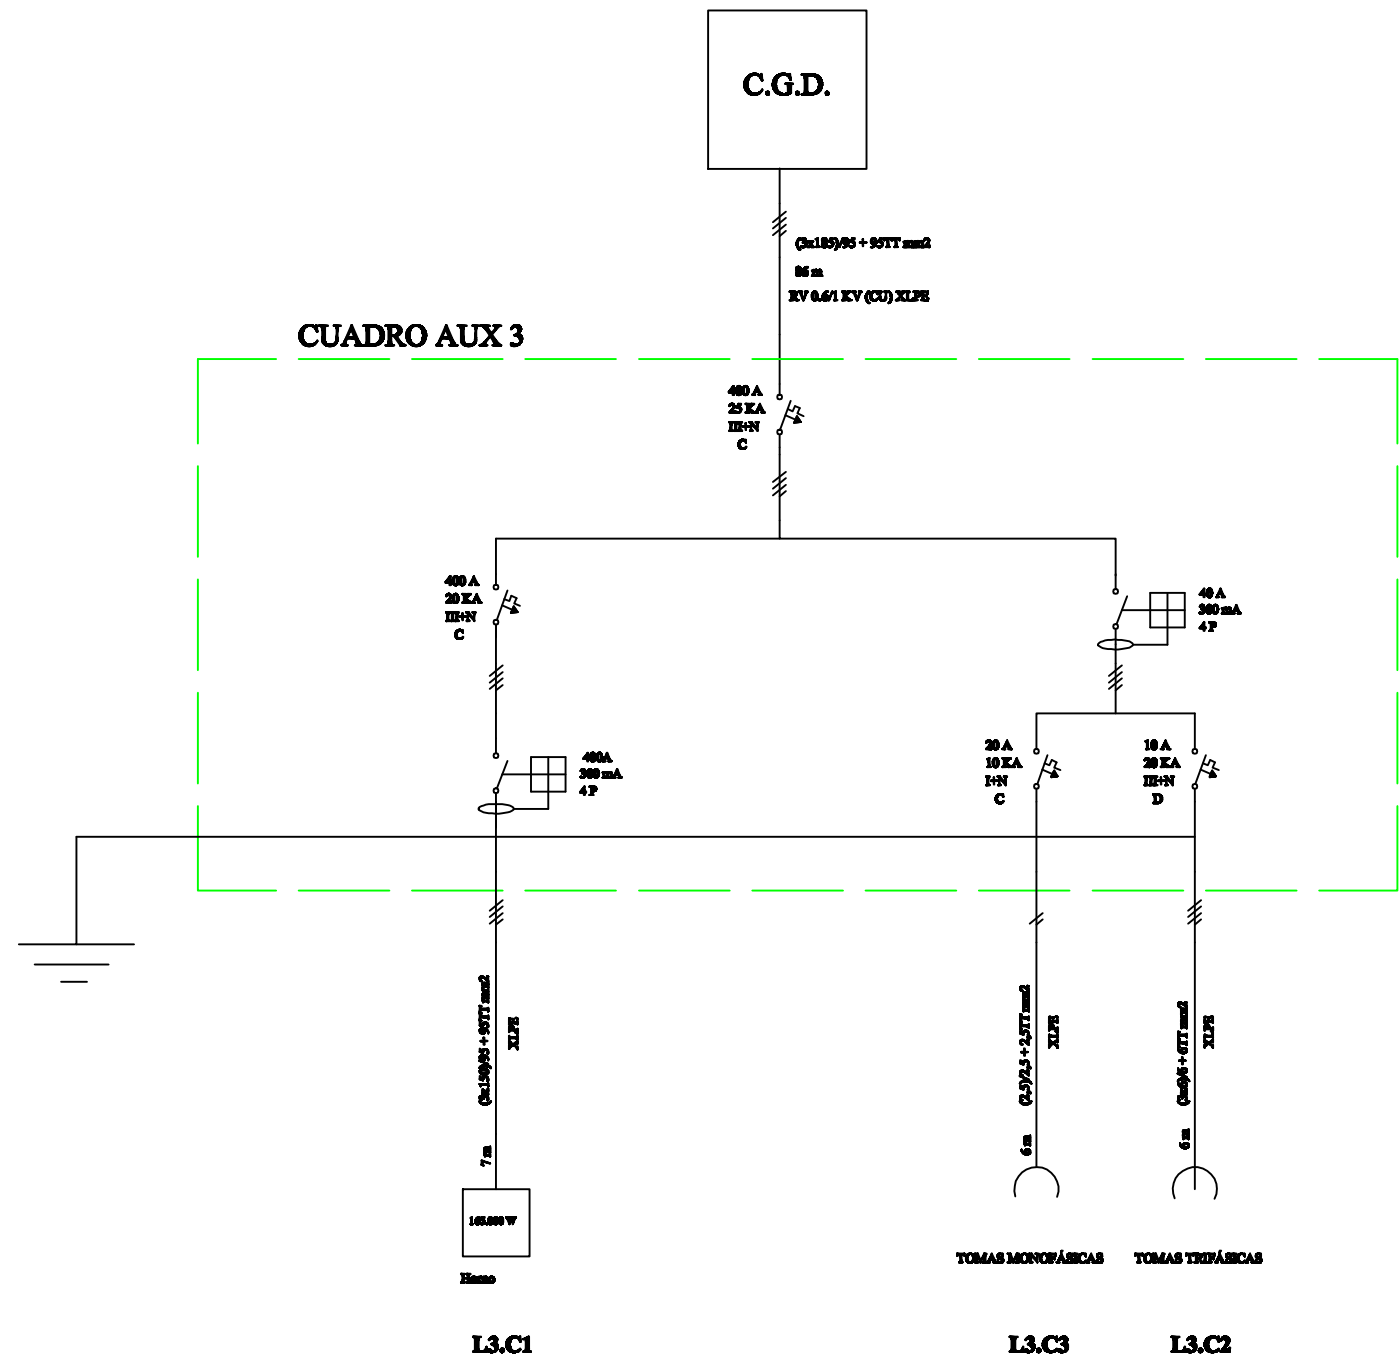 C.G.D.
(3x185)/95 + 95TT mm2
86 m
RV 0.6/1 KV (CU) XLPE
CUADRO AUX 3
400 A
25 KA
III+N
C
400 A
20 KA
III+N
C
40 A
300 mA
4 P
400A
300 mA
4 P
20 A
10 KA
I+N
C
10 A
20 KA
III+N
D
(3x150)/95 + 95TT mm2
XLPE
7 m
(2,5)/2,5 + 2,5TT mm2
XLPE
6 m
(3x6)/6 + 6TT mm2
XLPE
6 m
165.000 W
Horno
TOMAS MONOFÁSICAS
TOMAS TRIFÁSICAS
L3.C1
L3.C3
L3.C2